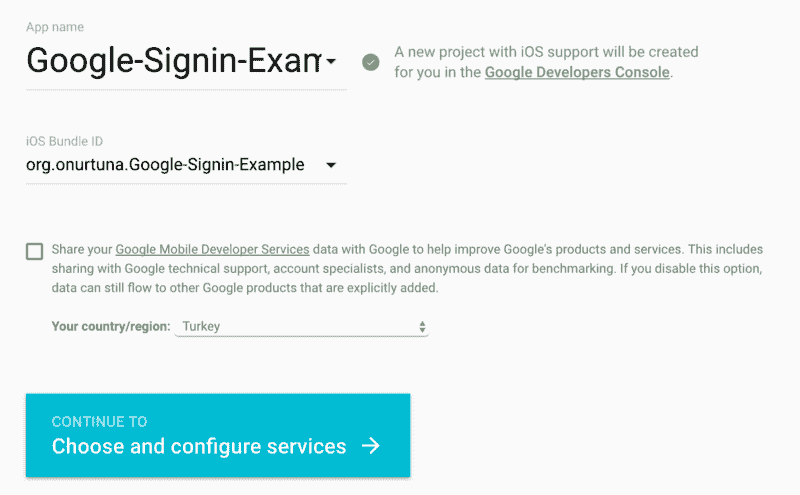 App name
Google-Signin-Exam
A new project with iOS support will be created
for you in the Google Developers Console.
iOS Bundle ID
org.onurtuna.Google-Signin-Example
Share your Google Mobile Developer Services data with Google to help improve Google's products and services. This includes
sharing with Google technical support, account specialists, and anonymous data for benchmarking. If you disable this option,
data can still flow to other Google products that are explicitly added.
Your country/region: Turkey
CONTINUE TO
Choose and configure services